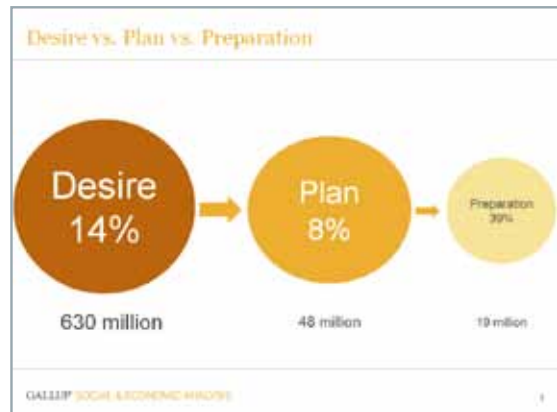 Desire vs. Plan vs. Preparation
Desire
14%
Plan
8%
Preparation
39%
630 million
48 million
19 million
GALLUP SOCIAL & ECONOMIC ANALYSIS